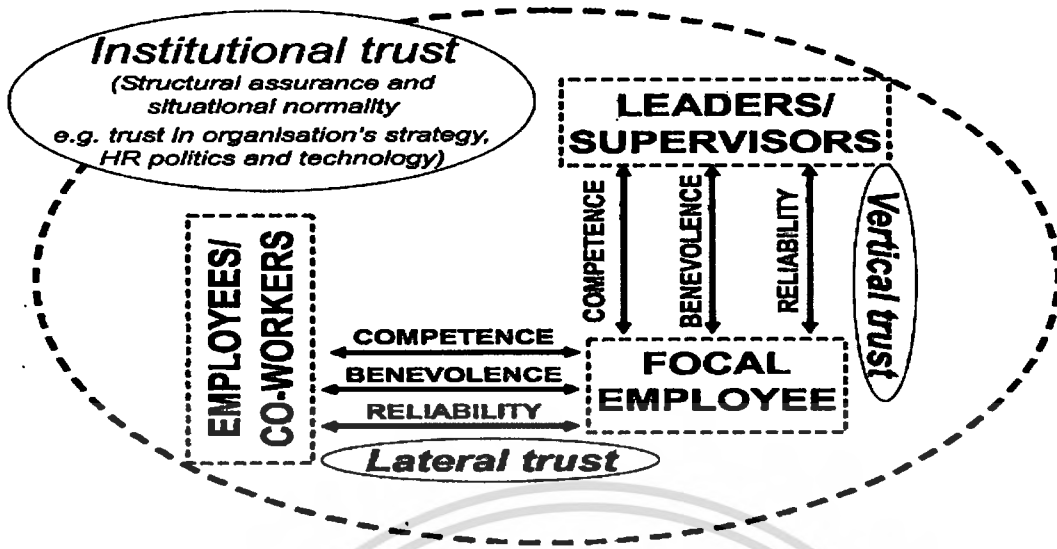 Institutional trust
(Structural assurance and
situational normality
e.g. trust in organisation's strategy,
HR politics and technology)
LEADERS/
SUPERVISORS
COMPETENCE
BENEVOLENCE
RELIABILITY
Vertical trust
EMPLOYEES/
CO-WORKERS
COMPETENCE
BENEVOLENCE
RELIABILITY
FOCAL
EMPLOYEE
Lateral trust